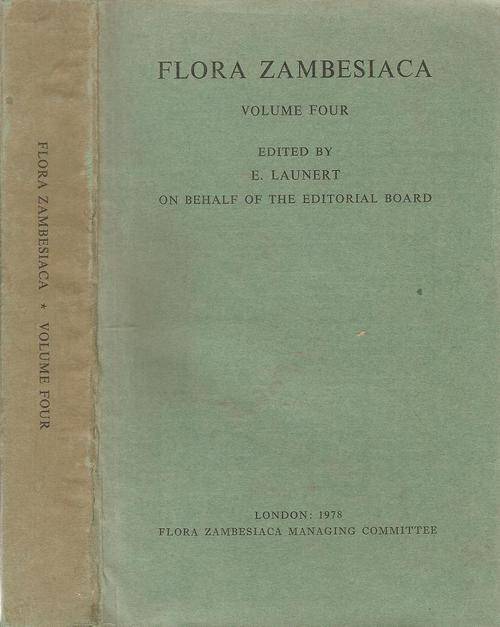 FLORA ZAMBESIACA * VOLUME FOUR
FLORA ZAMBESIACA
VOLUME FOUR
EDITED BY
E. LAUNERT
ON BEHALF OF THE EDITORIAL BOARD
LONDON: 1978
FLORA ZAMBESIACA MANAGING COMMITTEE